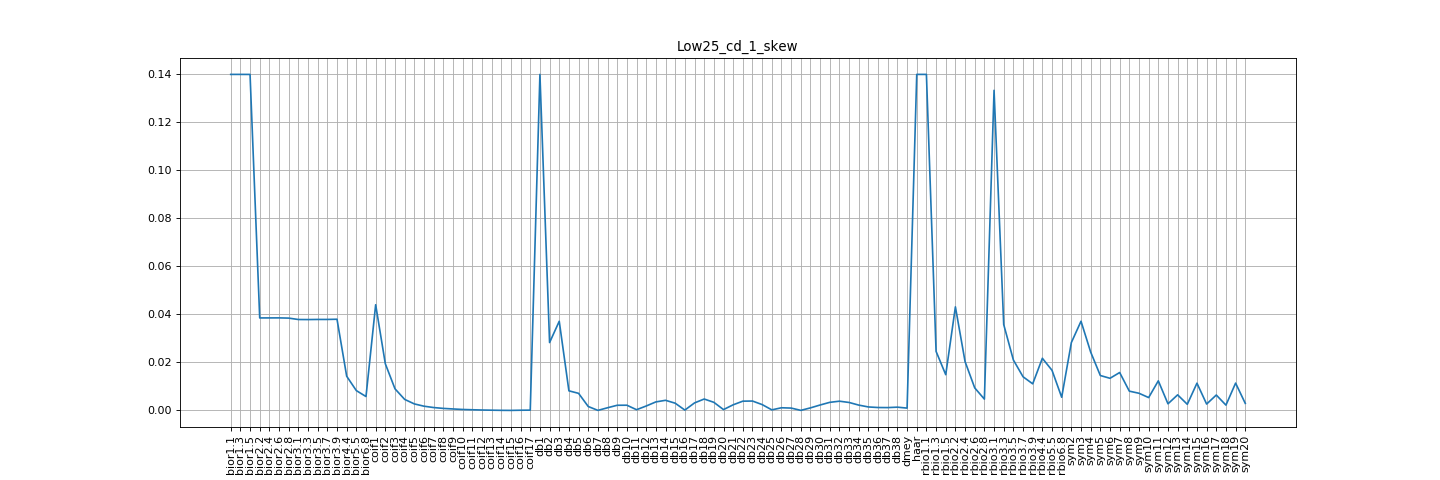 Low25_cd_1_skew
0.14
0.12
0.10
0.08
0.06
0.04
0.02
0.00
bior1.1
bior1.3
bior1.5
bior2.2
bior2.4
bior2.6
bior2.8
bior3.1
bior3.3
bior3.5
bior3.7
bior3.9
bior4.4
bior5.5
bior6.8
coif1
coif2
coif3
coif4
coif5
coif6
coif7
coif8
coif9
coif10
coif11
coif12
coif13
coif14
coif15
coif16
coif17
db1
db2
db3
db4
db5
db6
db7
db8
db9
db10
db11
db12
db13
db14
db15
db16
db17
db18
db19
db20
db21
db22
db23
db24
db25
db26
db27
db28
db29
db30
db31
db32
db33
db34
db35
db36
db37
db38
dmey
haar
rbio1.1
rbio1.3
rbio1.5
rbio2.2
rbio2.4
rbio2.6
rbio2.8
rbio3.1
rbio3.3
rbio3.5
rbio3.7
rbio3.9
rbio4.4
rbio5.5
rbio6.8
sym2
sym3
sym4
sym5
sym6
sym7
sym8
sym9
sym10
sym11
sym12
sym13
sym14
sym15
sym16
sym17
sym18
sym19
sym20